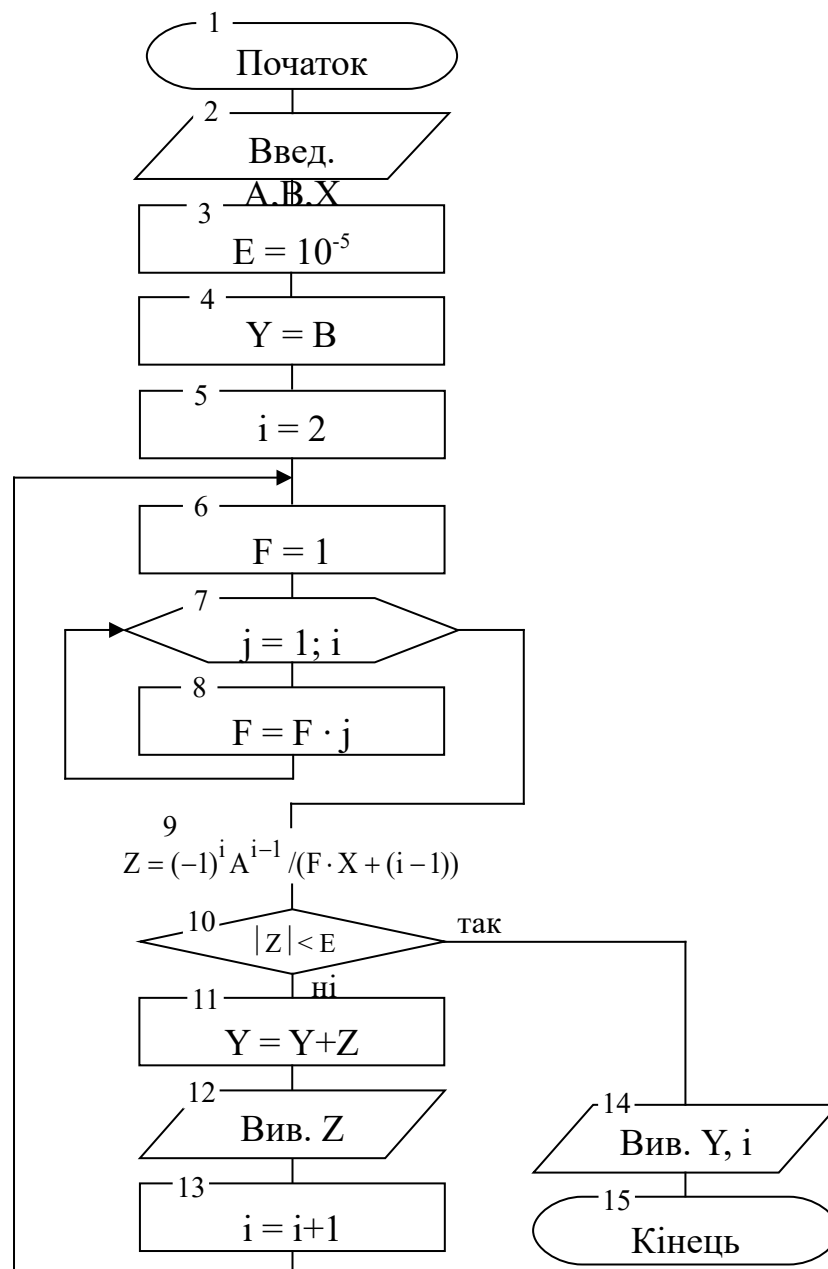 1
Початок
2
Введ.
А,В,Х
3
E = 10⁻⁵
4
Y = B
5
i = 2
6
F = 1
7
j = 1; i
8
F = F · j
9
Z = (−1)ⁱ Aⁱ⁻¹ /(F · X + (i − 1))
10
|Z| < E
так
ні
11
Y = Y+Z
12
Вив. Z
14
Вив. Y, i
13
i = i+1
15
Кінець